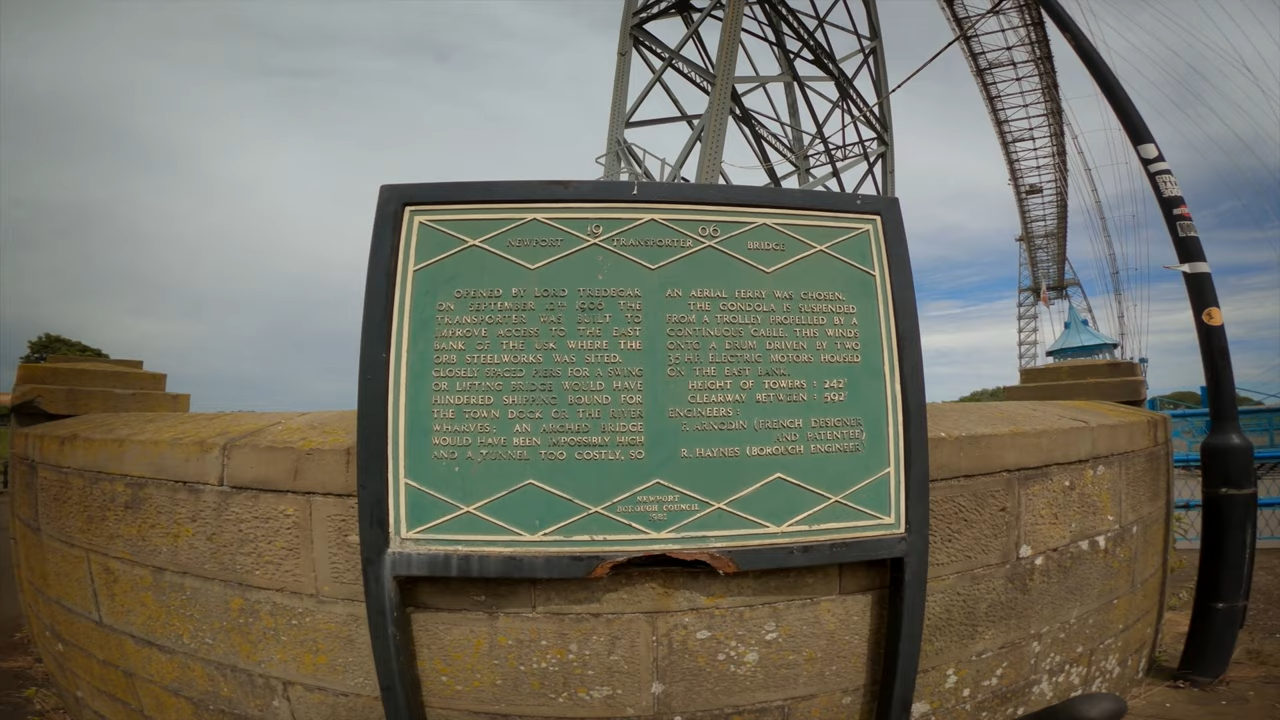 19 06
NEWPORT TRANSPORTER BRIDGE
OPENED BY LORD TREDEGAR
ON SEPTEMBER 12TH 1906 THE
TRANSPORTER WAS BUILT TO
IMPROVE ACCESS TO THE EAST
BANK OF THE USK WHERE THE
ORB STEELWORKS WAS SITED.
CLOSELY SPACED PIERS FOR A SWING
OR LIFTING BRIDGE WOULD HAVE
HINDERED SHIPPING BOUND FOR
THE TOWN DOCK OR THE RIVER
WHARVES; AN ARCHED BRIDGE
WOULD HAVE BEEN IMPOSSIBLY HIGH
AND A TUNNEL TOO COSTLY, SO
AN AERIAL FERRY WAS CHOSEN.
THE GONDOLA IS SUSPENDED
FROM A TROLLEY PROPELLED BY A
CONTINUOUS CABLE. THIS WINDS
ONTO A DRUM DRIVEN BY TWO
35 H.P. ELECTRIC MOTORS HOUSED
ON THE EAST BANK.
HEIGHT OF TOWERS : 242'
CLEARWAY BETWEEN : 592'
ENGINEERS :
F. ARNODIN (FRENCH DESIGNER
AND PATENTEE)
R. HAYNES (BOROUGH ENGINEER
NEWPORT
BOROUGH COUNCIL